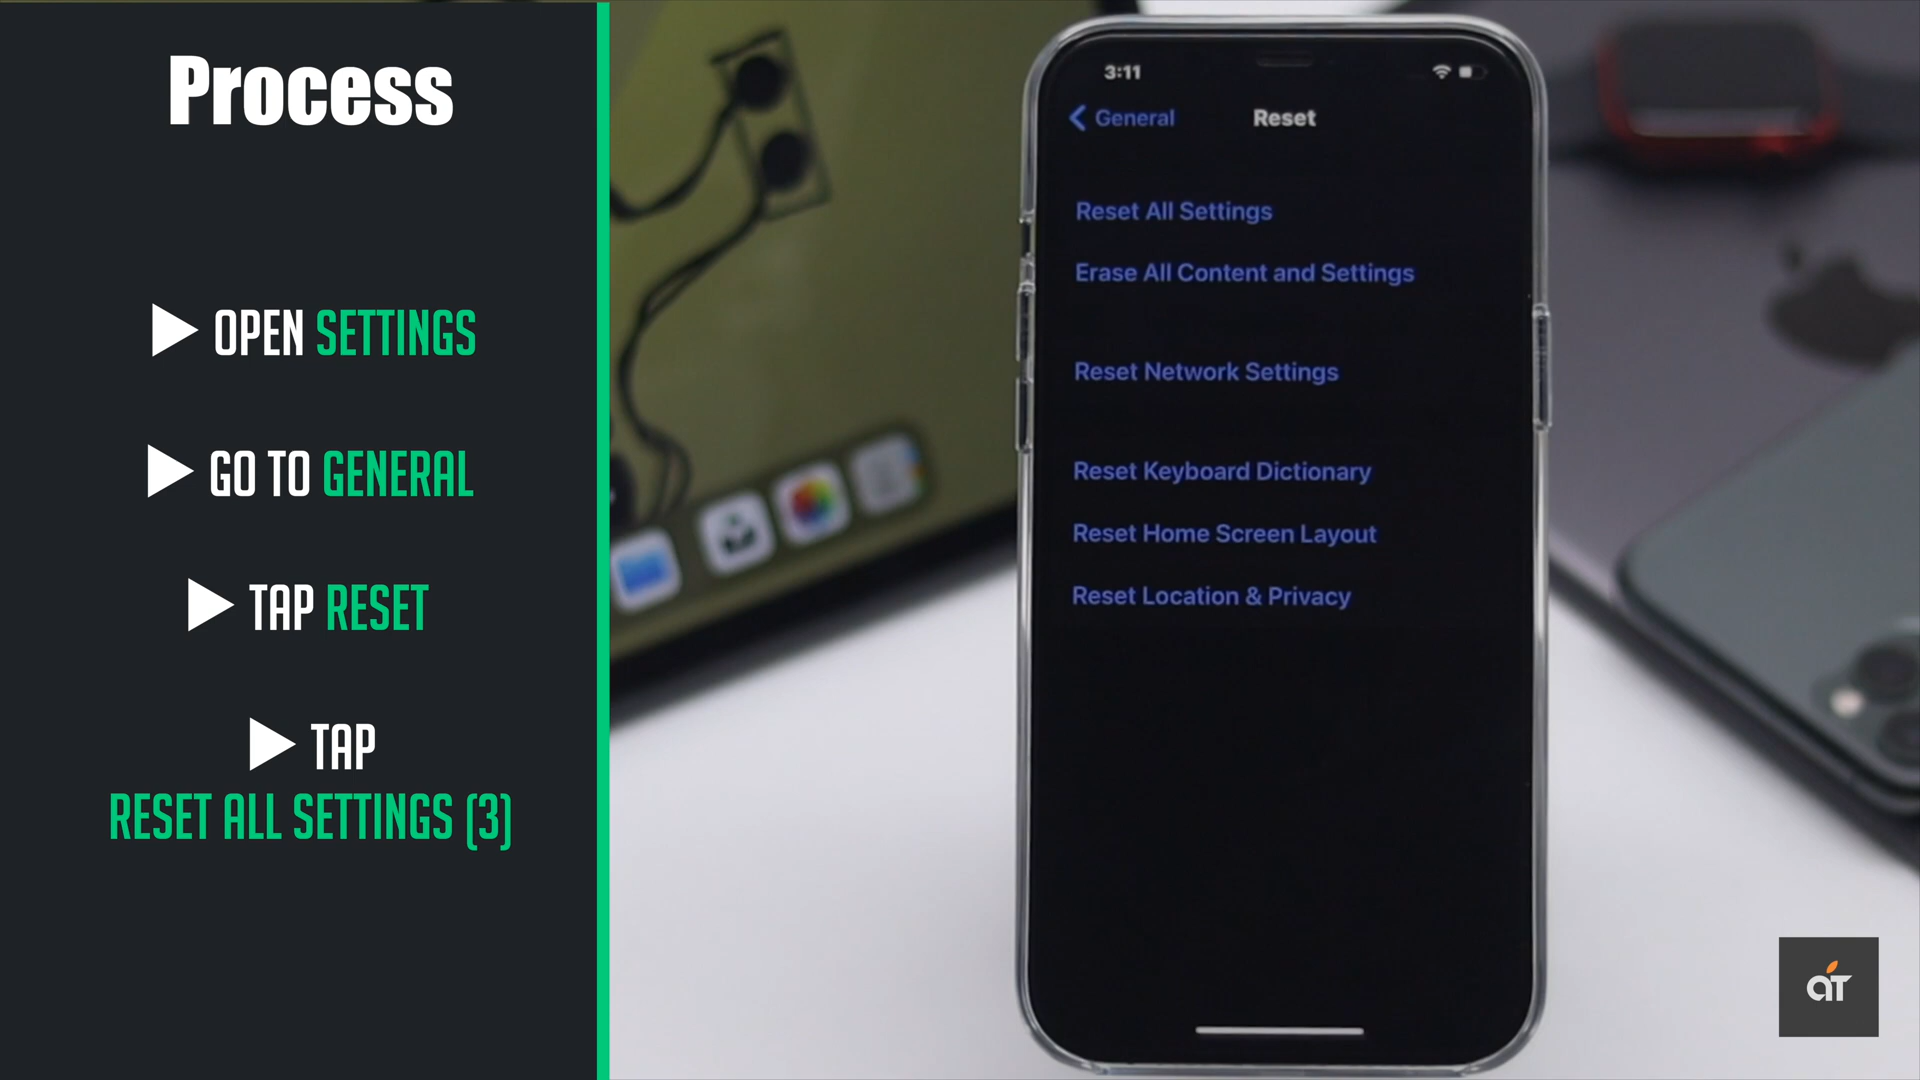 Process
▶ OPEN SETTINGS
▶ GO TO GENERAL
▶ TAP RESET
▶ TAP
RESET ALL SETTINGS (3)
3:11
General
Reset
Reset All Settings
Erase All Content and Settings
Reset Network Settings
Reset Keyboard Dictionary
Reset Home Screen Layout
Reset Location & Privacy
aT